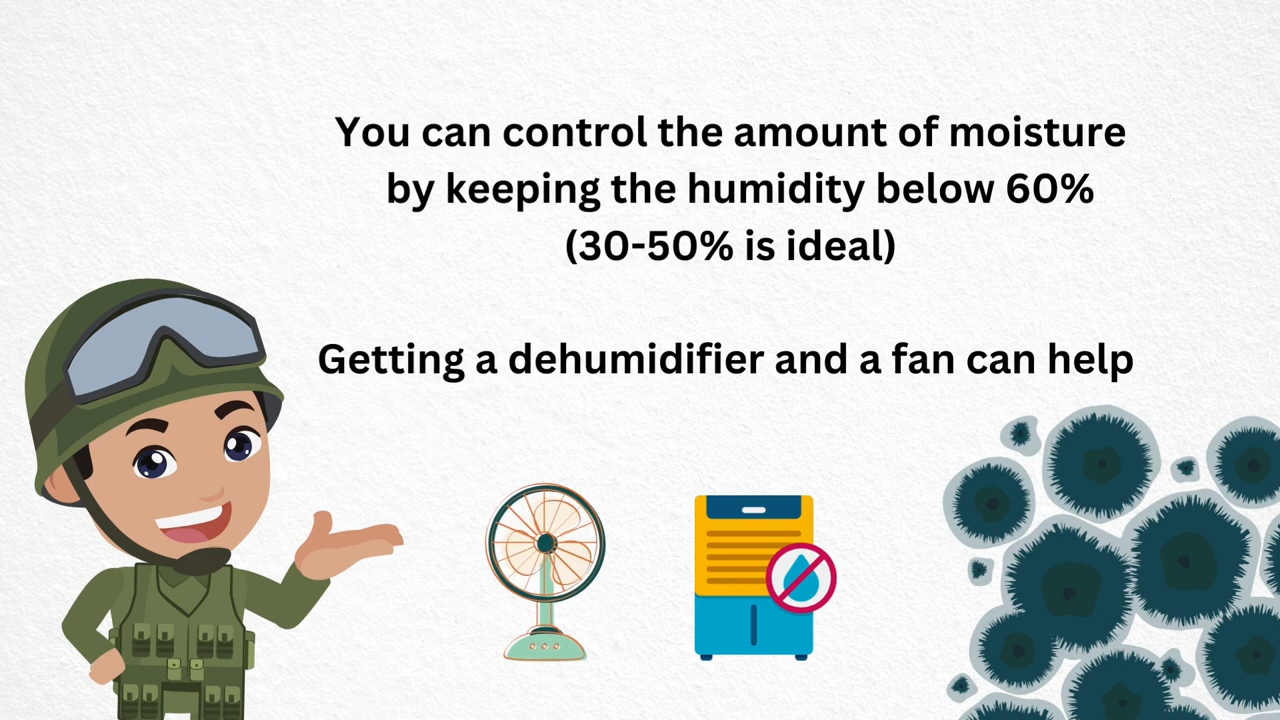 You can control the amount of moisture
by keeping the humidity below 60%
(30-50% is ideal)
Getting a dehumidifier and a fan can help